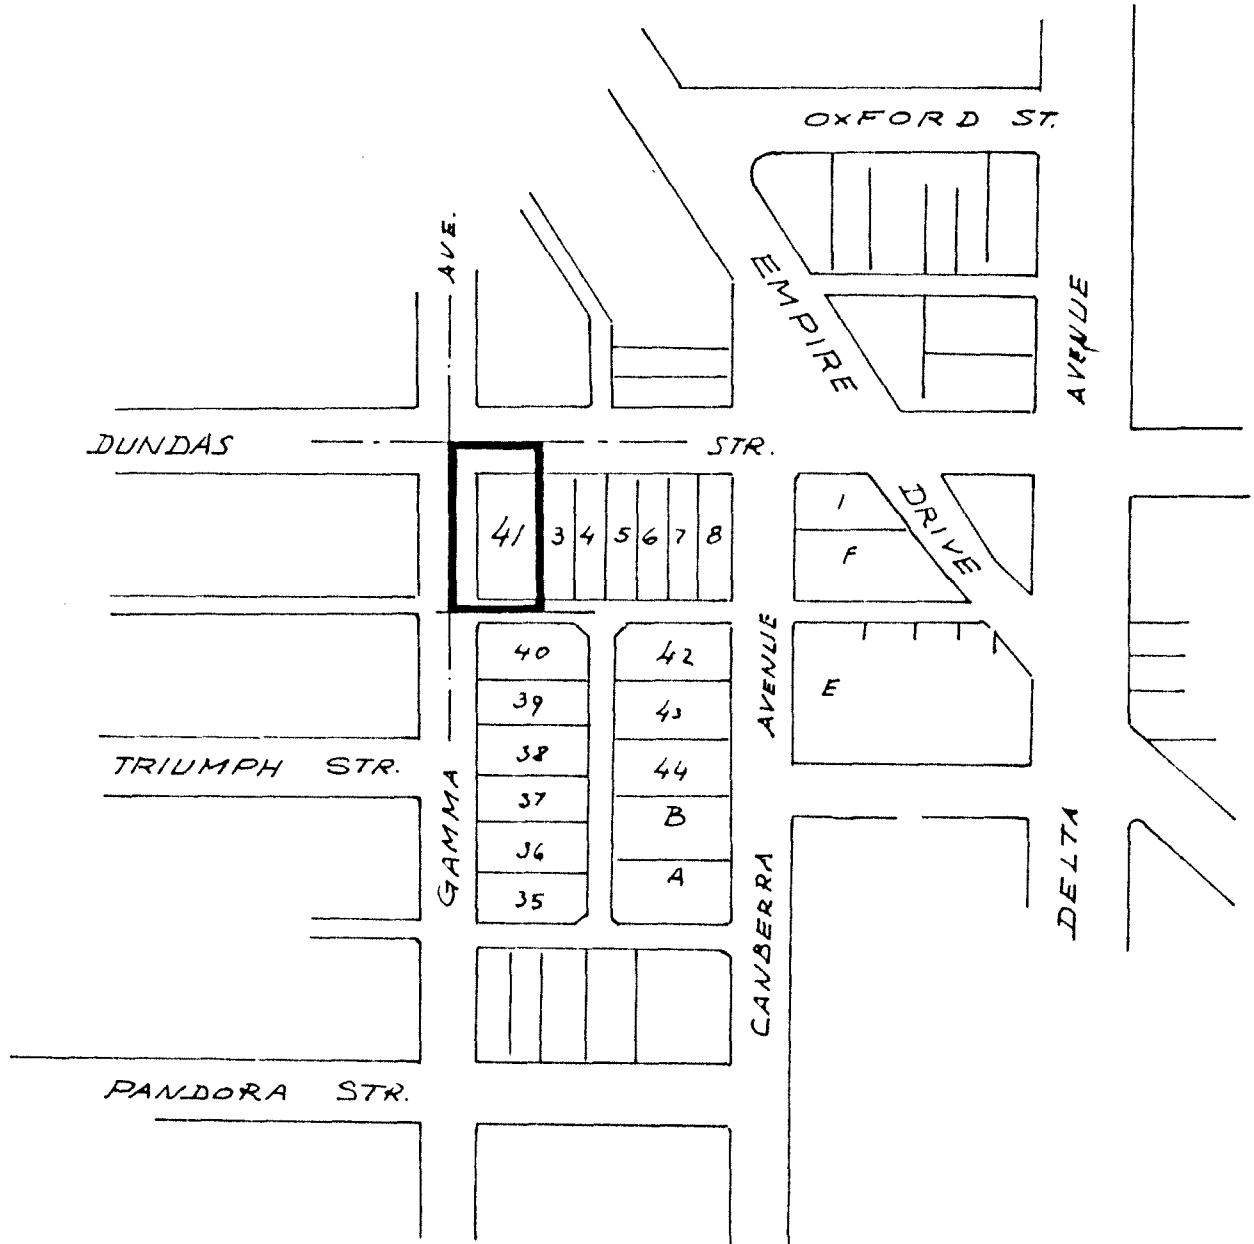 OXFORD ST.
AVE.
EMPIRE
AVENUE
DUNDAS STR.
DRIVE
41 3 4 5 6 7 8
1
F
40
42
39
43
AVENUE
E
38
44
TRIUMPH STR.
37
B
GAMMA
36
A
35
DELTA
CANBERRA
PANDORA STR.